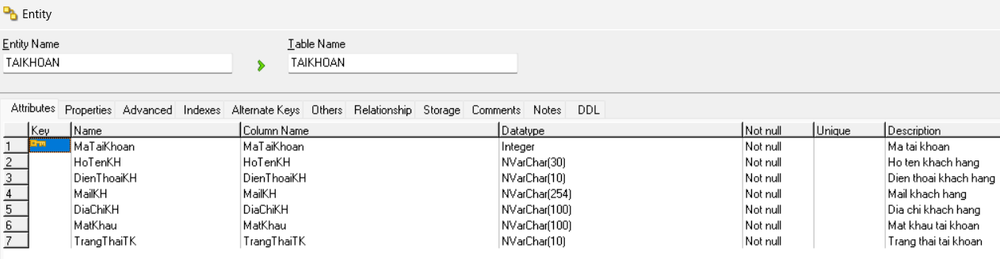 Entity
Entity Name Table Name
TAIKHOAN TAIKHOAN
Attributes Properties Advanced Indexes Alternate Keys Others Relationship Storage Comments Notes DDL
Key Name Column Name Datatype Not null Unique Description
1 MaTaiKhoan MaTaiKhoan Integer Not null Ma tai khoan
2 HoTenKH HoTenKH NVarChar(30) Not null Ho ten khach hang
3 DienThoaiKH DienThoaiKH NVarChar(10) Not null Dien thoai khach hang
4 MailKH MailKH NVarChar(254) Not null Mail khach hang
5 DiaChiKH DiaChiKH NVarChar(100) Not null Dia chi khach hang
6 MatKhau MatKhau NVarChar(100) Not null Mat khau tai khoan
7 TrangThaiTK TrangThaiTK NVarChar(10) Not null Trang thai tai khoan